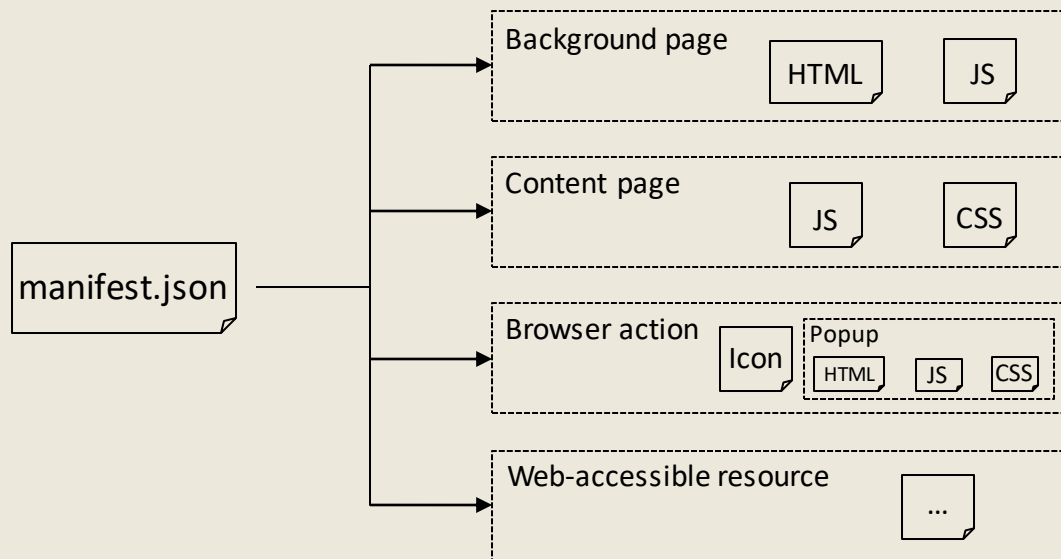 Background page
HTML
JS
Content page
JS
CSS
manifest.json
Browser action
Icon
Popup
HTML
JS
CSS
Web-accessible resource
...